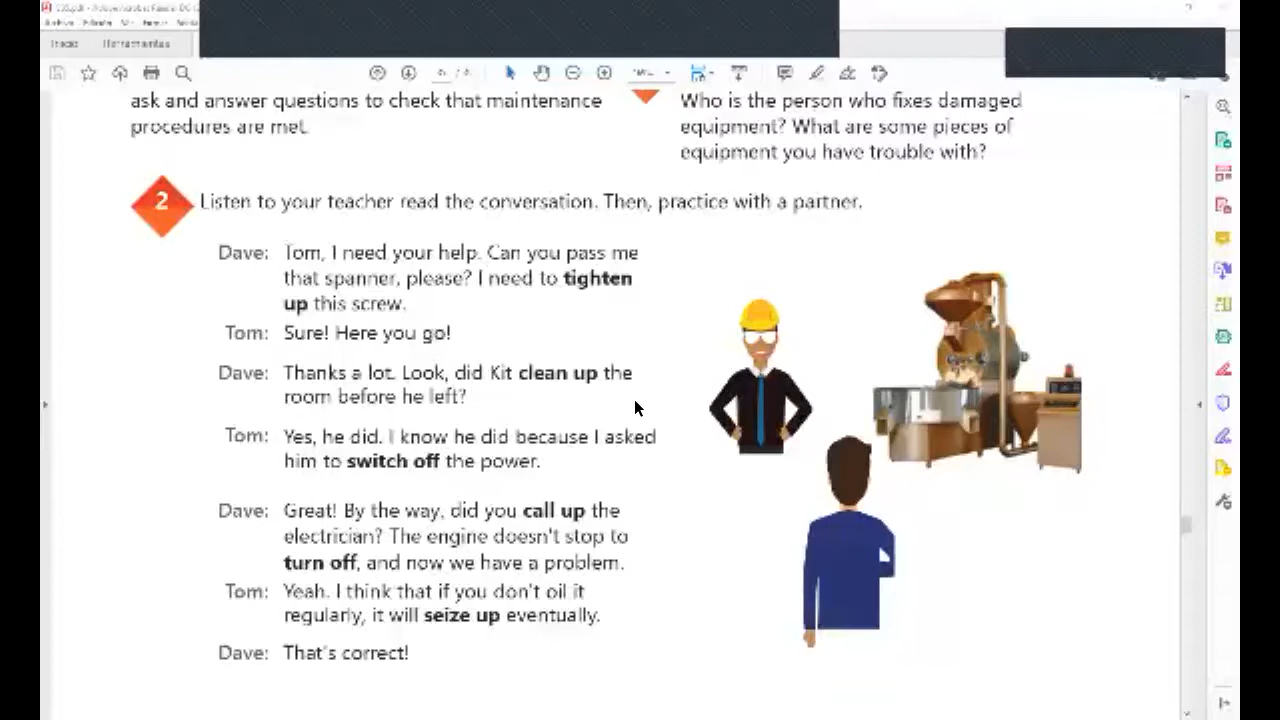 Inicio
Herramientas
ask and answer questions to check that maintenance
procedures are met.
Who is the person who fixes damaged
equipment? What are some pieces of
equipment you have trouble with?
2
Listen to your teacher read the conversation. Then, practice with a partner.
Dave: Tom, I need your help. Can you pass me
that spanner, please? I need to tighten
up this screw.
Tom: Sure! Here you go!
Dave: Thanks a lot. Look, did Kit clean up the
room before he left?
Tom: Yes, he did. I know he did because I asked
him to switch off the power.
Dave: Great! By the way, did you call up the
electrician? The engine doesn't stop to
turn off, and now we have a problem.
Tom: Yeah. I think that if you don't oil it
regularly, it will seize up eventually.
Dave: That's correct!